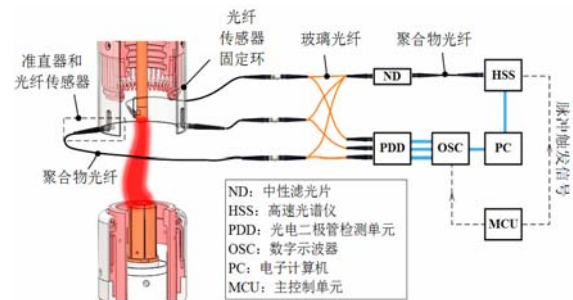 光纤
传感器
固定环
准直器和
光纤传感器
聚合物光纤
玻璃光纤
聚合物光纤
ND
HSS
PDD
OSC
PC
MCU
脉冲触发信号
ND：中性滤光片
HSS：高速光谱仪
PDD：光电二极管检测单元
OSC：数字示波器
PC：电子计算机
MCU：主控制单元